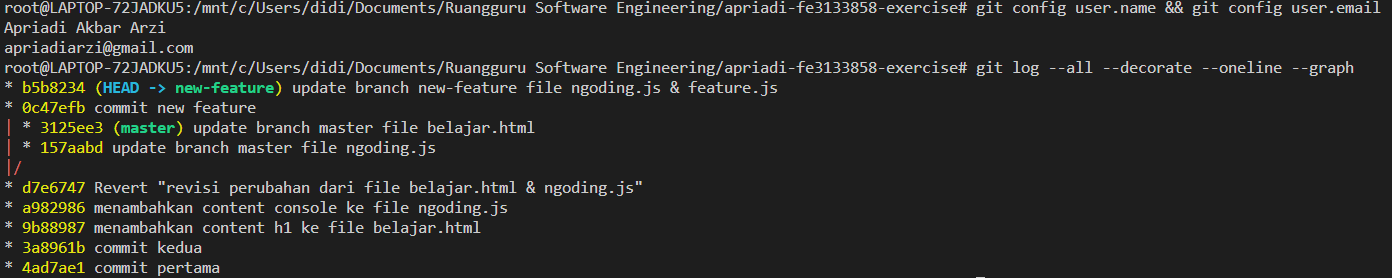 root@LAPTOP-72JADKU5:/mnt/c/Users/didi/Documents/Ruangguru Software Engineering/apriadi-fe3133858-exercise# git config user.name && git config user.email
Apriadi Akbar Arzi
apriadiarzi@gmail.com
root@LAPTOP-72JADKU5:/mnt/c/Users/didi/Documents/Ruangguru Software Engineering/apriadi-fe3133858-exercise# git log --all --decorate --oneline --graph
* b5b8234 (HEAD -> new-feature) update branch new-feature file ngoding.js & feature.js
* 0c47efb commit new feature
| * 3125ee3 (master) update branch master file belajar.html
| * 157aabd update branch master file ngoding.js
|/
* d7e6747 Revert "revisi perubahan dari file belajar.html & ngoding.js"
* a982986 menambahkan content console ke file ngoding.js
* 9b88987 menambahkan content h1 ke file belajar.html
* 3a8961b commit kedua
* 4ad7ae1 commit pertama